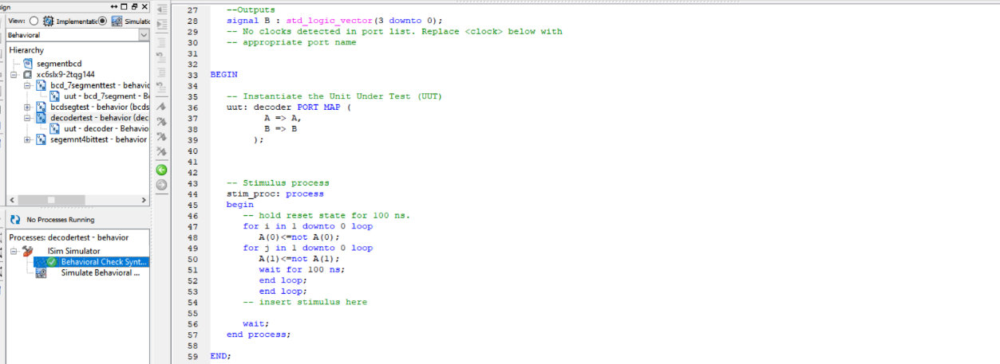 ign
View: Implementatic Simulatic
Behavioral
Hierarchy
segmentbcd
xc6slx9-2tqg144
bcd_7segmenttest - behavic
uut - bcd_7segment - Be
bcdsegtest - behavior (bcds
decodertest - behavior (dec
uut - decoder - Behavio
segemnt4bittest - behavior
No Processes Running
Processes: decodertest - behavior
ISim Simulator
Behavioral Check Synt...
Simulate Behavioral ...
27 --Outputs
28 signal B : std_logic_vector(3 downto 0);
29 -- No clocks detected in port list. Replace <clock> below with
30 -- appropriate port name
31
32
33 BEGIN
34
35 -- Instantiate the Unit Under Test (UUT)
36 uut: decoder PORT MAP (
37 A => A,
38 B => B
39 );
40
41
42
43 -- Stimulus process
44 stim_proc: process
45 begin
46 -- hold reset state for 100 ns.
47 for i in 1 downto 0 loop
48 A(0)<=not A(0);
49 for j in 1 downto 0 loop
50 A(1)<=not A(1);
51 wait for 100 ns;
52 end loop;
53 end loop;
54 -- insert stimulus here
55
56 wait;
57 end process;
58
59 END;